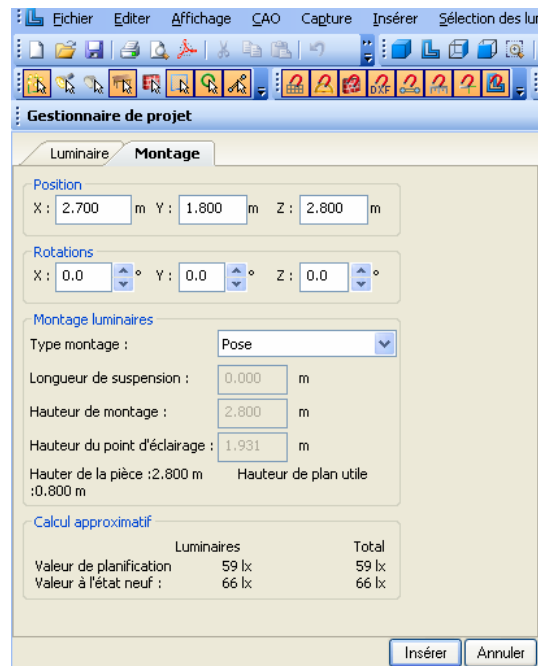 Fichier Editer Affichage CAO Capture Insérer Sélection des lu
DXF
Gestionnaire de projet
Luminaire Montage
Position
X : 2.700 m Y : 1.800 m Z : 2.800 m
Rotations
X : 0.0 ° Y : 0.0 ° Z : 0.0 °
Montage luminaires
Type montage : Pose
Longueur de suspension : 0.000 m
Hauteur de montage : 2.800 m
Hauteur du point d'éclairage : 1.931 m
Hauter de la pièce :2.800 m Hauteur de plan utile
:0.800 m
Calcul approximatif
Luminaires Total
Valeur de planification 59 lx 59 lx
Valeur à l'état neuf : 66 lx 66 lx
Insérer Annuler